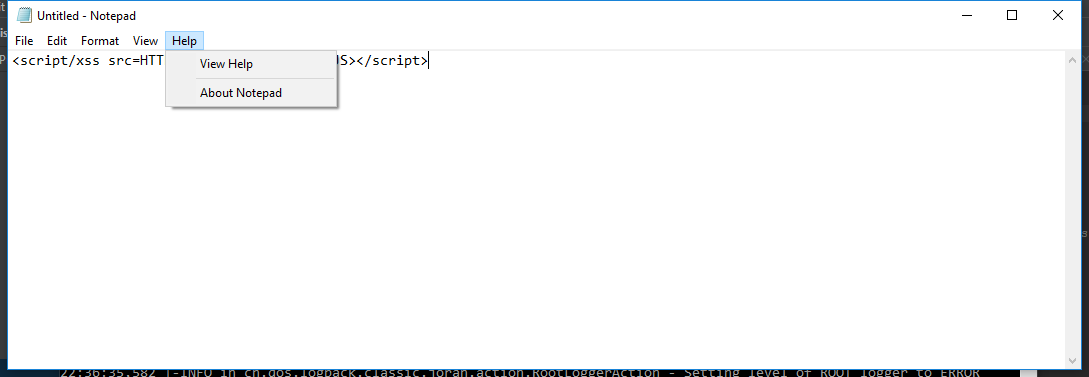 Untitled - Notepad
File Edit Format View Help
<script/xss src=HTT S></script>
View Help
About Notepad
22:36:35.582 |-INFO in ch.qos.logback.classic.joran.action.RootLoggerAction - Setting level of ROOT logger to ERROR